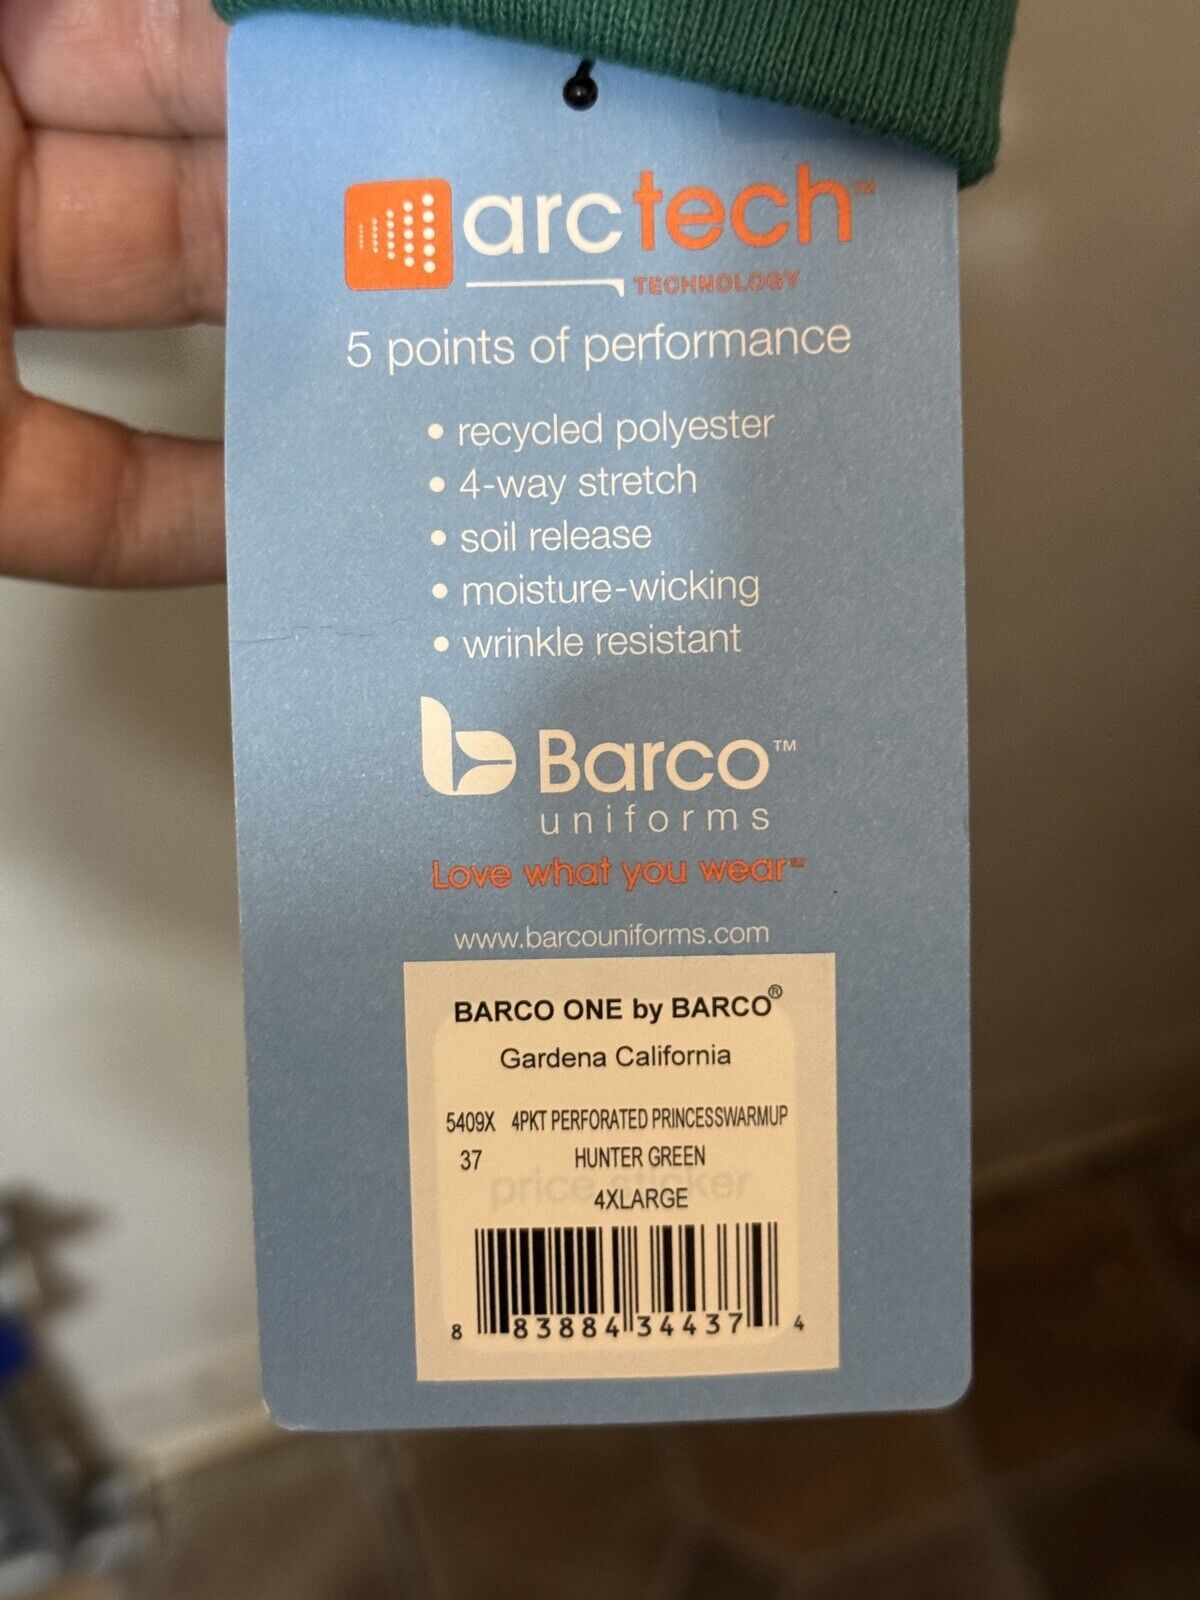 arctech™
TECHNOLOGY
5 points of performance
• recycled polyester
• 4-way stretch
• soil release
• moisture-wicking
• wrinkle resistant
Barco™
uniforms
Love what you wear™
www.barcouniforms.com
BARCO ONE by BARCO®
Gardena California
5409X 4PKT PERFORATED PRINCESSWARMUP
37 HUNTER GREEN
price sticker
4XLARGE
8 83884 34437 4